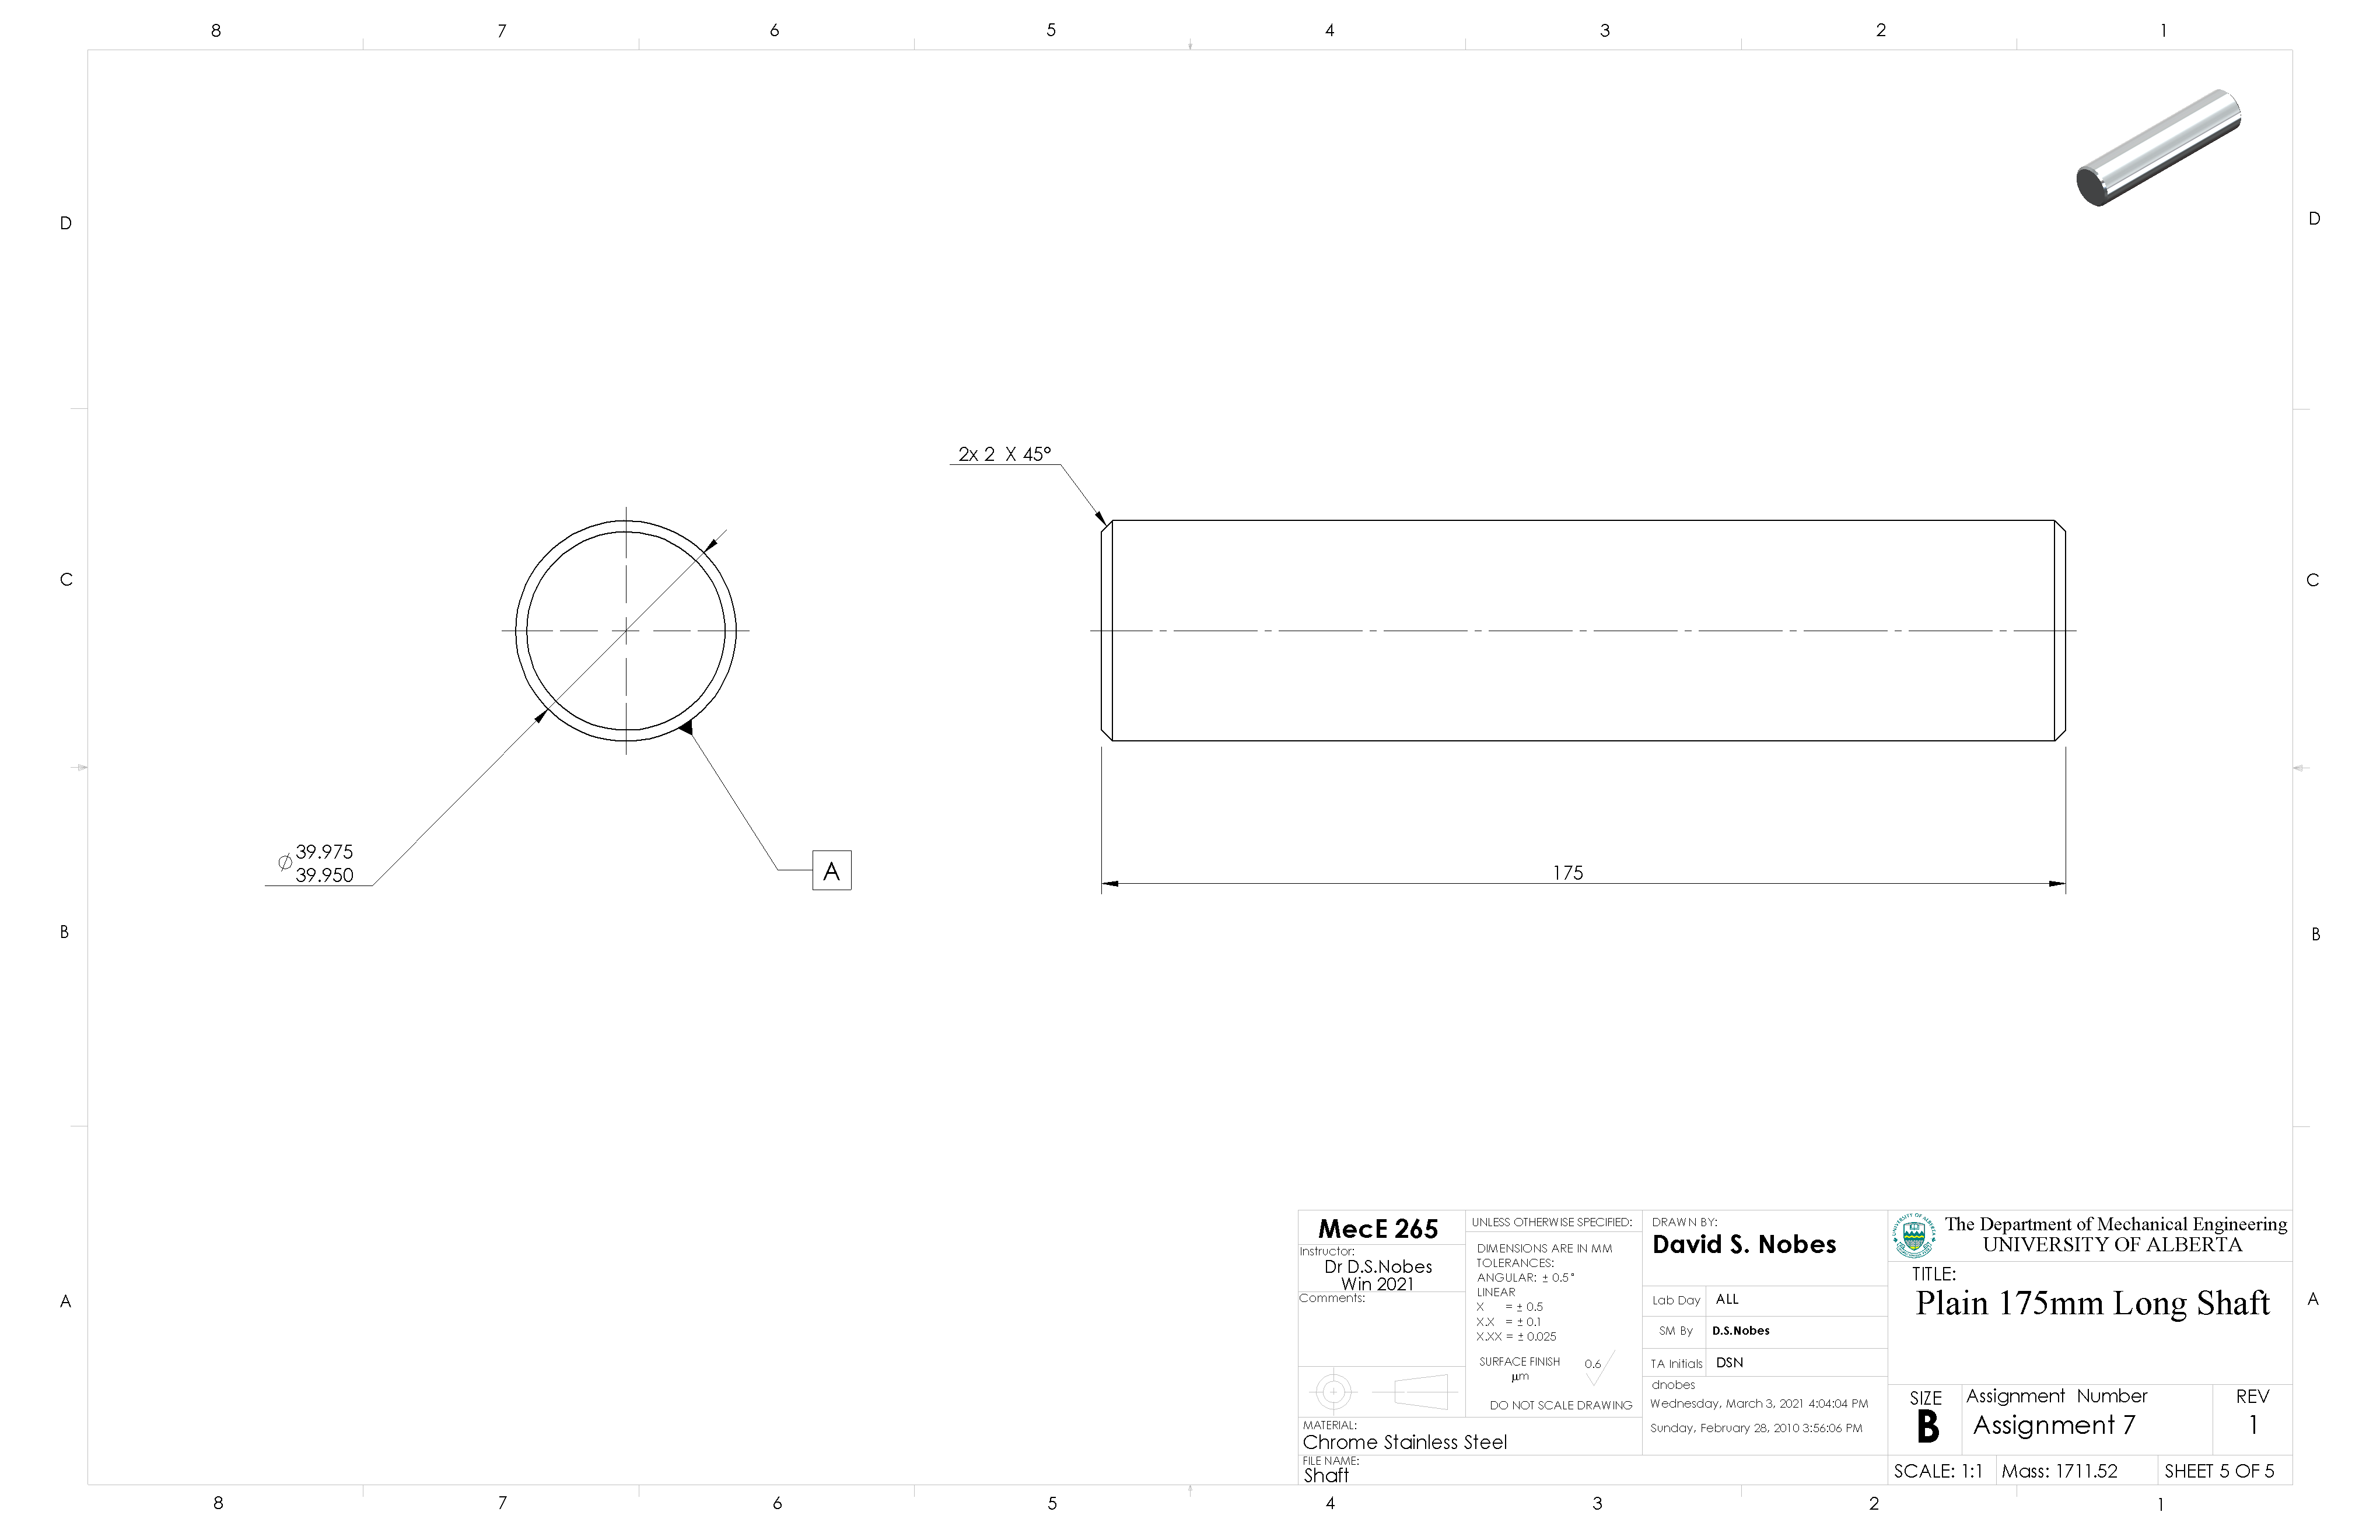 8 7 6 5 4 3 2 1
D D
2x 2 X 45°
C C
39.975
⌀
39.950
A
175
B B
MecE 265
Instructor:
Dr D.S.Nobes
Win 2021
Comments:
UNLESS OTHERWISE SPECIFIED:
DIMENSIONS ARE IN MM
TOLERANCES:
ANGULAR: ± 0.5°
LINEAR
X = ± 0.5
X.X = ± 0.1
X.XX = ± 0.025
SURFACE FINISH 0.6
µm
DO NOT SCALE DRAWING
MATERIAL:
Chrome Stainless Steel
FILE NAME:
Shaft
DRAWN BY:
David S. Nobes
Lab Day ALL
SM By D.S.Nobes
TA Initials DSN
dnobes
Wednesday, March 3, 2021 4:04:04 PM
Sunday, February 28, 2010 3:56:06 PM
The Department of Mechanical Engineering
UNIVERSITY OF ALBERTA
TITLE:
Plain 175mm Long Shaft
SIZE
B
Assignment Number
Assignment 7
REV
1
SCALE: 1:1 Mass: 1711.52 SHEET 5 OF 5
A A
8 7 6 5 4 3 2 1